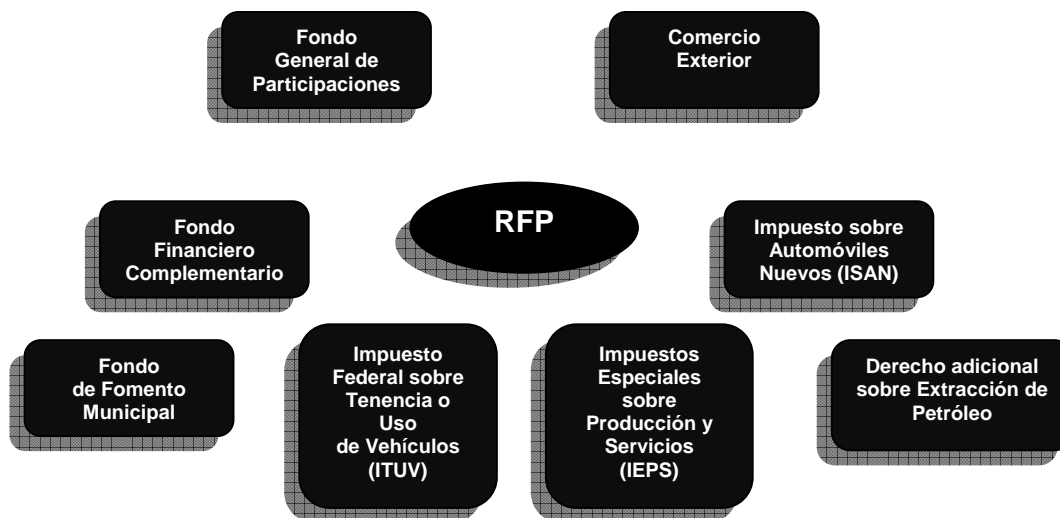 Fondo
General de
Participaciones
Comercio
Exterior
RFP
Fondo
Financiero
Complementario
Impuesto sobre
Automóviles
Nuevos (ISAN)
Fondo
de Fomento
Municipal
Impuesto
Federal sobre
Tenencia o
Uso
de Vehículos
(ITUV)
Impuestos
Especiales
sobre
Producción y
Servicios
(IEPS)
Derecho adicional
sobre Extracción de
Petróleo